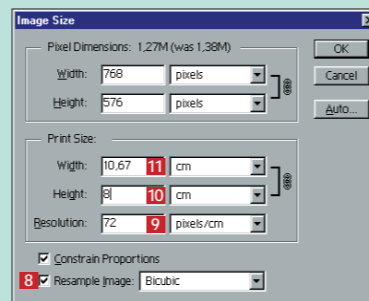 Image Size
Pixel Dimensions: 1,27M (was 1,38M)
Width: 768 pixels
Height: 576 pixels
OK
Cancel
Auto...
Print Size:
Wigth: 10,67 11 cm
Height: 8 10 cm
Resolution: 72 9 pixels/cm
Constrain Proportions
8 Resample Image: Bicubic